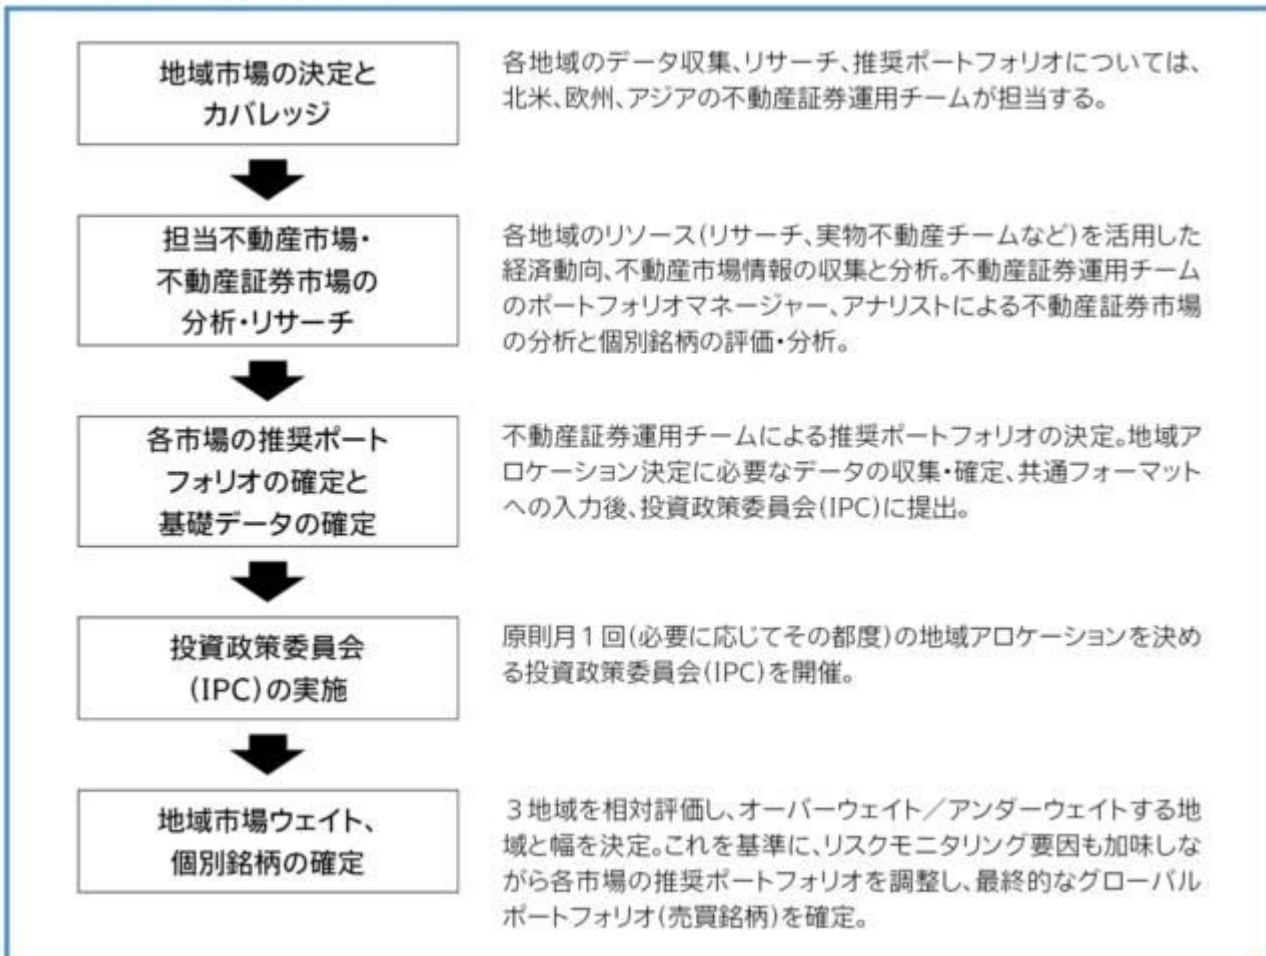 地域市場の決定と
カバレッジ
各地域のデータ収集、リサーチ、推奨ポートフォリオについては、
北米、欧州、アジアの不動産証券運用チームが担当する。
担当不動産市場・
不動産証券市場の
分析・リサーチ
各地域のリソース(リサーチ、実物不動産チームなど)を活用した
経済動向、不動産市場情報の収集と分析。不動産証券運用チーム
のポートフォリオマネージャー、アナリストによる不動産証券市場
の分析と個別銘柄の評価・分析。
各市場の推奨ポート
フォリオの確定と
基礎データの確定
不動産証券運用チームによる推奨ポートフォリオの決定。地域ア
ロケーション決定に必要なデータの収集・確定、共通フォーマット
への入力後、投資政策委員会(IPC)に提出。
投資政策委員会
(IPC)の実施
原則月1回(必要に応じてその都度)の地域アロケーションを決め
る投資政策委員会(IPC)を開催。
地域市場ウェイト、
個別銘柄の確定
3地域を相対評価し、オーバーウェイト／アンダーウェイトする地
域と幅を決定。これを基準に、リスクモニタリング要因も加味しな
がら各市場の推奨ポートフォリオを調整し、最終的なグローバル
ポートフォリオ(売買銘柄)を確定。